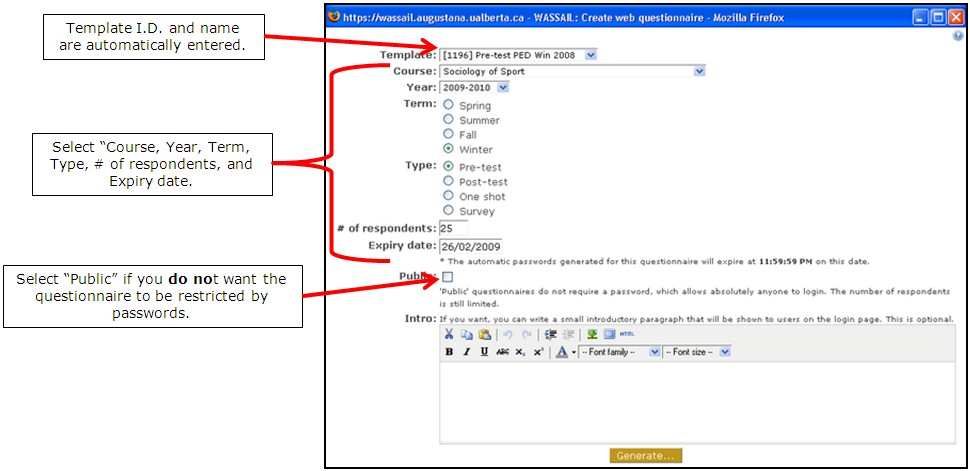 Template I.D. and name
are automatically entered.
Select “Course, Year, Term,
Type, # of respondents, and
Expiry date.
Select “Public” if you do not want the
questionnaire to be restricted by
passwords.
https://wassail.augustana.ualberta.ca - WASSAIL: Create web questionnaire - Mozilla Firefox
Template: [1196] Pre-test PED Win 2008
Course: Sociology of Sport
Year: 2009-2010
Term: Spring
Summer
Fall
Winter
Type: Pre-test
Post-test
One shot
Survey
# of respondents: 25
Expiry date: 26/02/2009
* The automatic passwords generated for this questionnaire will expire at 11:59:59 PM on this date.
Public:
'Public' questionnaires do not require a password, which allows absolutely anyone to login. The number of respondents
is still limited.
Intro: If you want, you can write a small introductory paragraph that will be shown to users on the login page. This is optional.
HTML
B I U ABC X₂ X² A -- Font family -- -- Font size --
Generate...